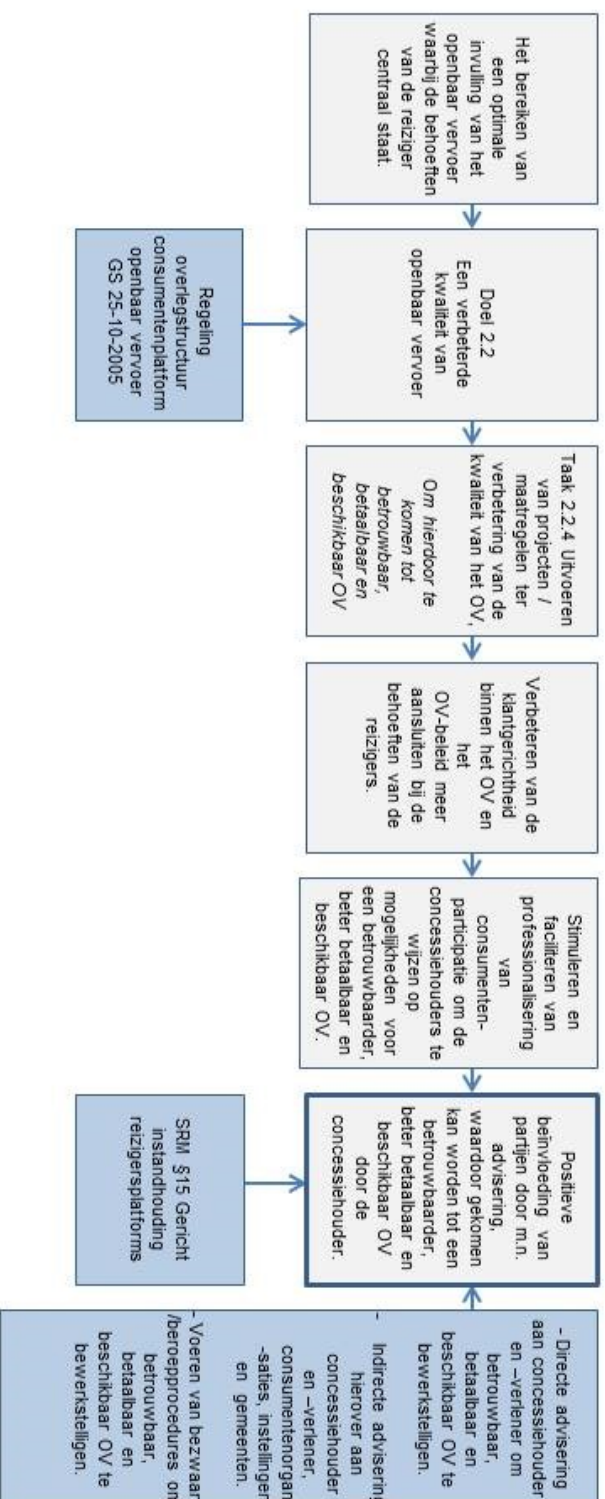 Het bereiken van
een optimale
invulling van het
openbaar vervoer
waarbij de behoeften
van de reiziger
centraal staat.
Doel 2.2
Een verbeterde
kwaliteit van
openbaar vervoer
Regeling
overlegstructuur
consumentenplatform
openbaar vervoer
GS 25-10-2005
Taak 2.2.4 Uitvoeren
van projecten /
maatregelen ter
verbetering van de
kwaliteit van het OV,
Om hierdoor te
komen tot
betrouwbaar,
betaalbaar en
beschikbaar OV
Verbeteren van de
klantgerichtheid
binnen het OV en
het
OV-beleid meer
aansluiten bij de
behoeften van de
reizigers.
Stimuleren en
faciliteren van
professionalisering
van
consumenten-
participatie om de
concessiehouders te
wijzen op
mogelijkheden voor
een betrouwbaarder,
beter betaalbaar en
beschikbaar OV.
Positieve
beïnvloeding van
partijen door m.n.
advisering,
waardoor gekomen
kan worden tot een
betrouwbaarder,
beter betaalbaar en
beschikbaar OV
door de
concessiehouder.
SRM §15 Gericht
instandhouding
reizigersplatforms
- Directe advisering
aan concessiehouder
en –verlener om
betrouwbaar,
betaalbaar en
beschikbaar OV te
bewerkstelligen.
- Indirecte advisering
hierover aan
concessiehouder
en –verlener,
consumentenorgani
-saties, instellingen
en gemeenten.
- Voeren van bezwaar
/beroepprocedures om
betrouwbaar,
betaalbaar en
beschikbaar OV te
bewerkstelligen.